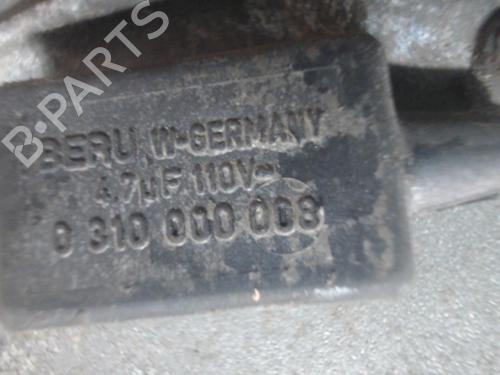 B-PARTS
BERU W-GERMANY
4,7µF 110V-
0 310 000 008